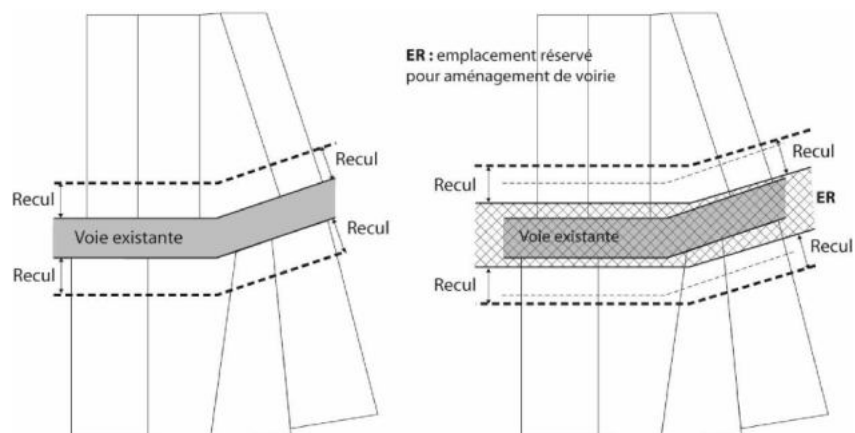 ER : emplacement réservé
pour aménagement de voirie
Recul
Recul
Voie existante
Recul
Recul
Recul
Recul
ER
Voie existante
Recul
Recul